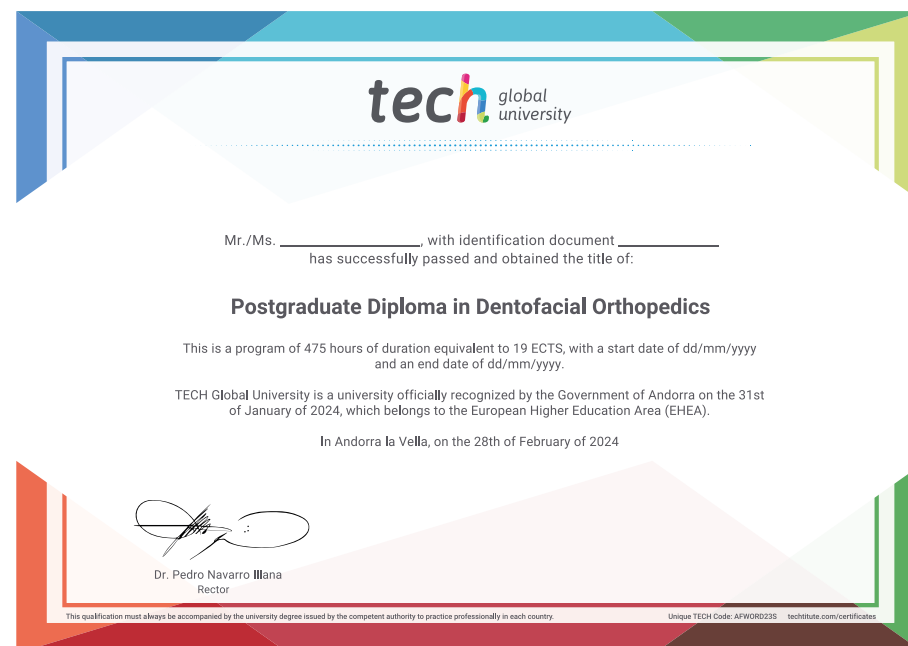 tech global
university
Mr./Ms. ____________, with identification document ____________
has successfully passed and obtained the title of:
Postgraduate Diploma in Dentofacial Orthopedics
This is a program of 475 hours of duration equivalent to 19 ECTS, with a start date of dd/mm/yyyy
and an end date of dd/mm/yyyy.
TECH Global University is a university officially recognized by the Government of Andorra on the 31st
of January of 2024, which belongs to the European Higher Education Area (EHEA).
In Andorra la Vella, on the 28th of February of 2024
Dr. Pedro Navarro Illana
Rector
This qualification must always be accompanied by the university degree issued by the competent authority to practice professionally in each country.
Unique TECH Code: AFWORD23S techtitute.com/certificates